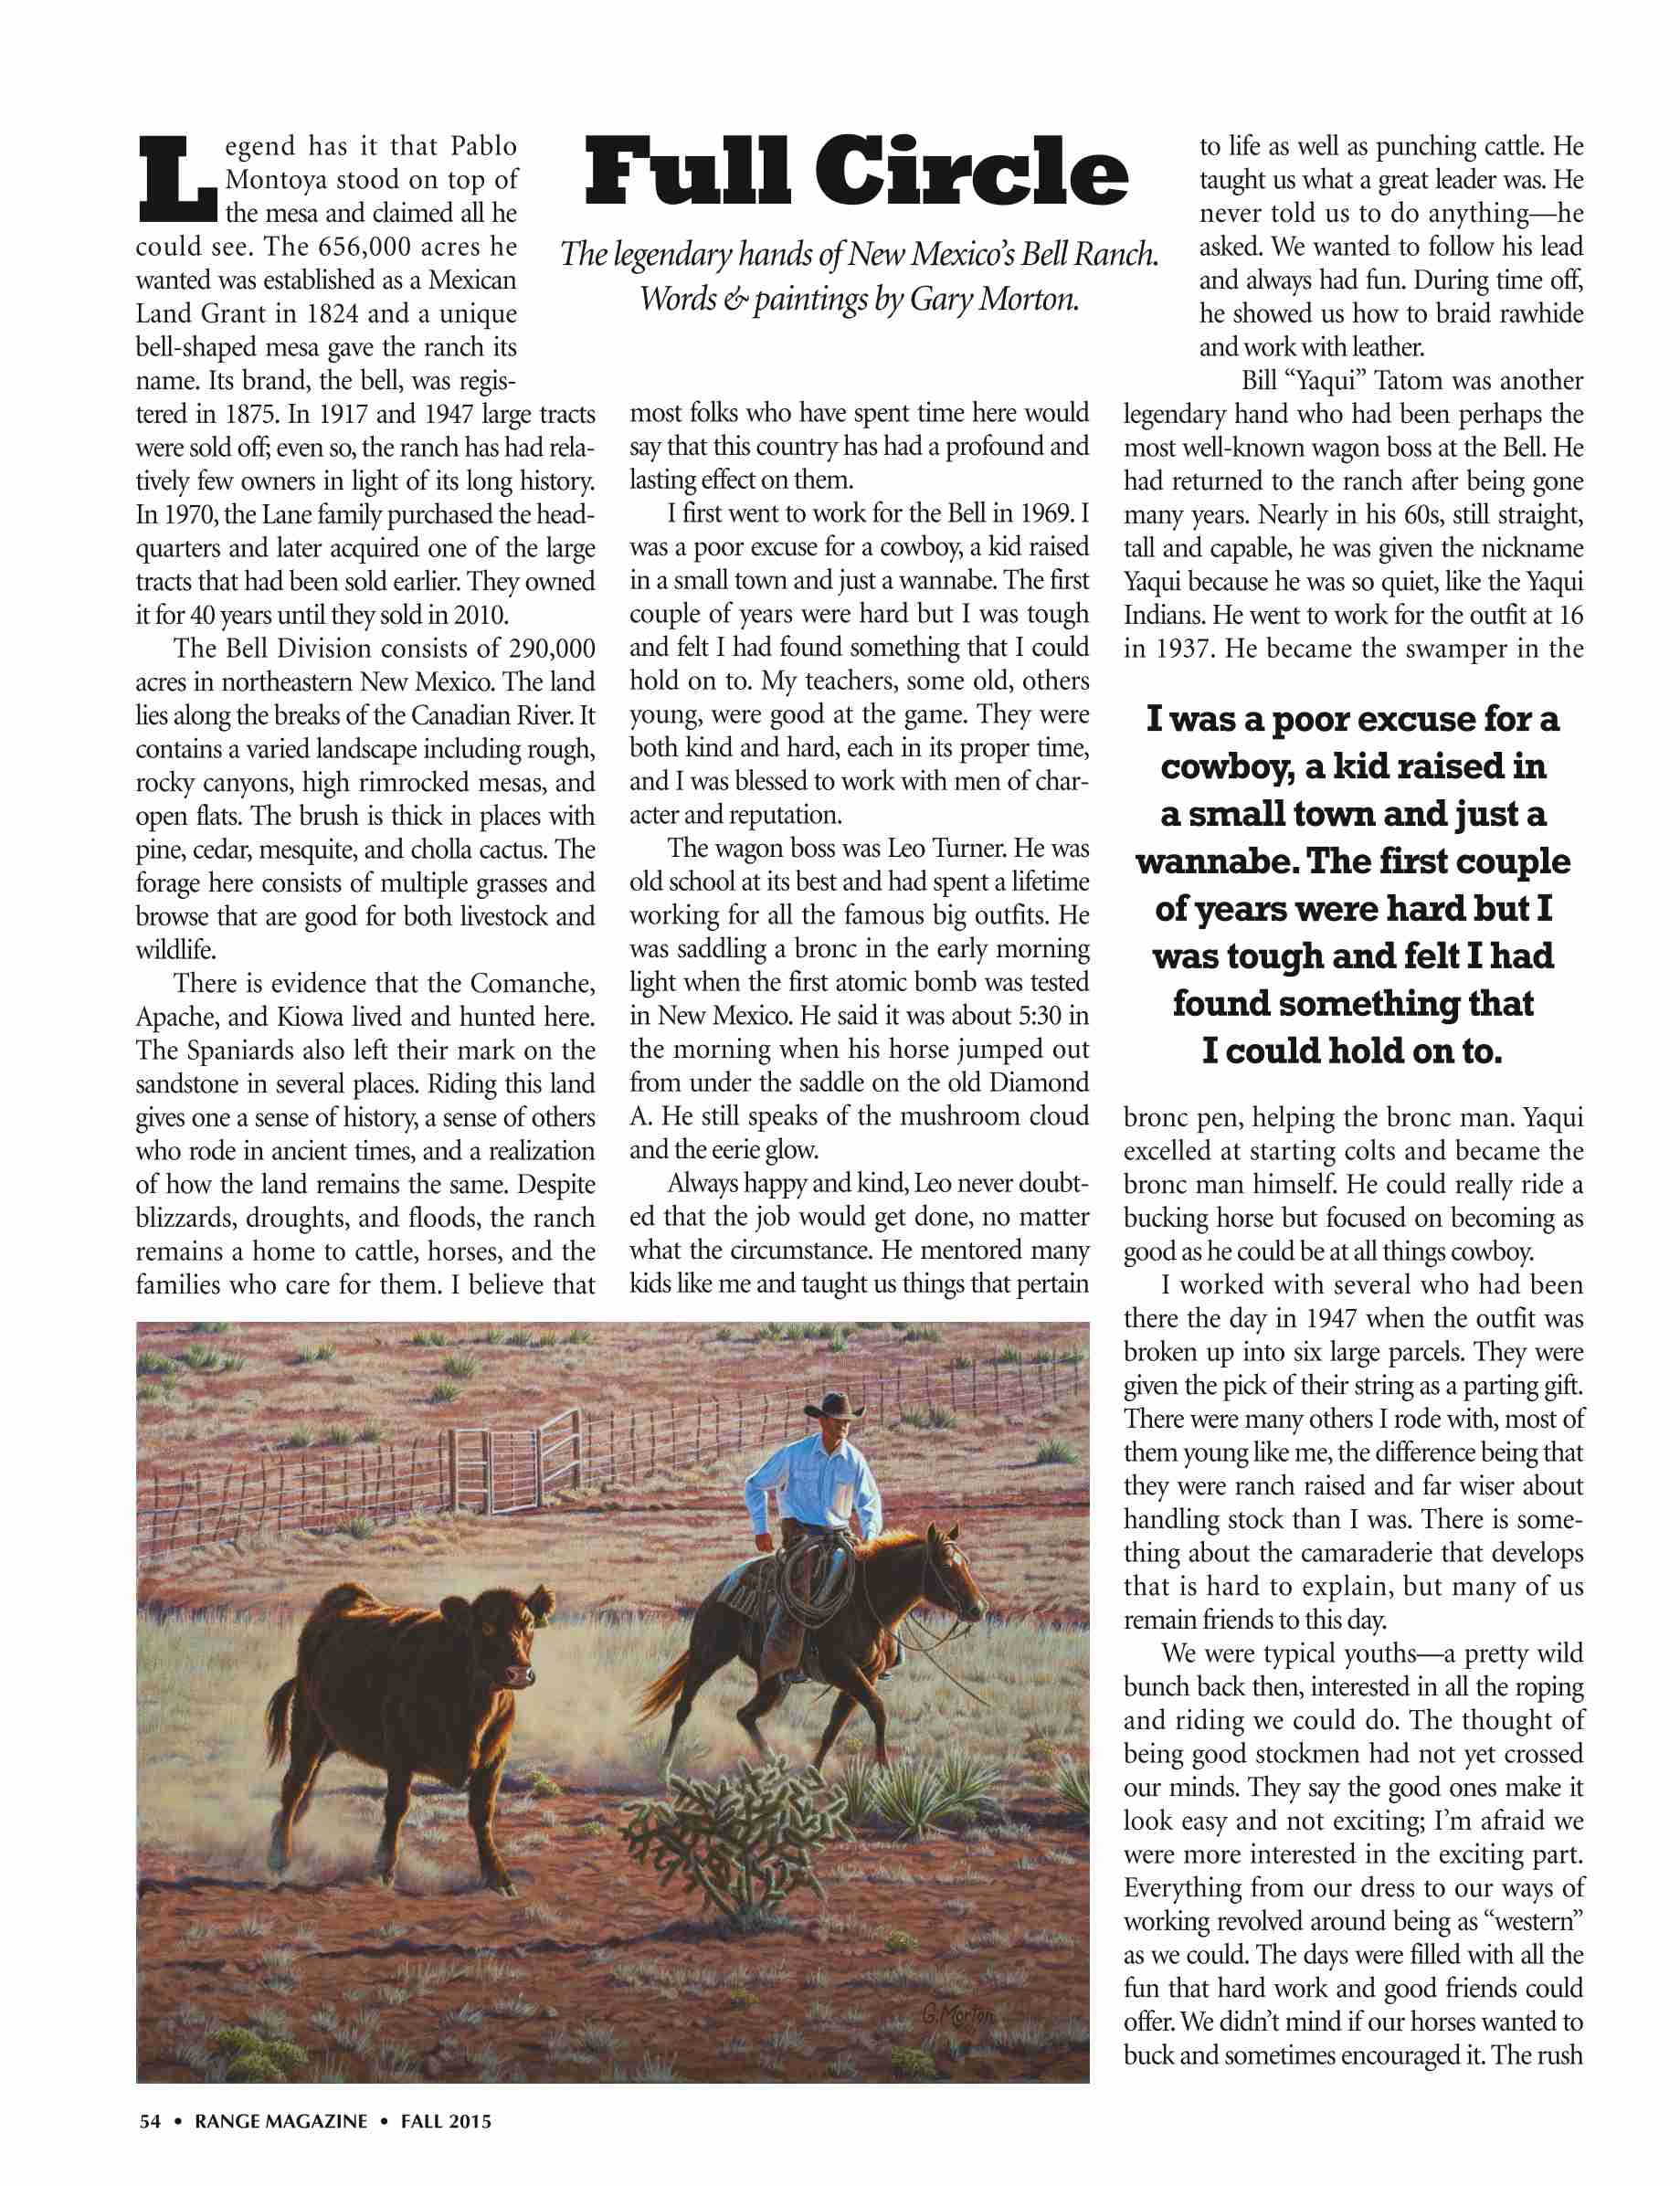 Full Circle
The legendary hands of New Mexico's Bell Ranch.
Words & paintings by Gary Morton.
Legend has it that Pablo
Montoya stood on top of
the mesa and claimed all he
could see. The 656,000 acres he
wanted was established as a Mexican
Land Grant in 1824 and a unique
bell-shaped mesa gave the ranch its
name. Its brand, the bell, was regis-
tered in 1875. In 1917 and 1947 large tracts
were sold off; even so, the ranch has had rela-
tively few owners in light of its long history.
In 1970, the Lane family purchased the head-
quarters and later acquired one of the large
tracts that had been sold earlier. They owned
it for 40 years until they sold in 2010.
The Bell Division consists of 290,000
acres in northeastern New Mexico. The land
lies along the breaks of the Canadian River. It
contains a varied landscape including rough,
rocky canyons, high rimrocked mesas, and
open flats. The brush is thick in places with
pine, cedar, mesquite, and cholla cactus. The
forage here consists of multiple grasses and
browse that are good for both livestock and
wildlife.
There is evidence that the Comanche,
Apache, and Kiowa lived and hunted here.
The Spaniards also left their mark on the
sandstone in several places. Riding this land
gives one a sense of history, a sense of others
who rode in ancient times, and a realization
of how the land remains the same. Despite
blizzards, droughts, and floods, the ranch
remains a home to cattle, horses, and the
families who care for them. I believe that
most folks who have spent time here would
say that this country has had a profound and
lasting effect on them.
I first went to work for the Bell in 1969. I
was a poor excuse for a cowboy, a kid raised
in a small town and just a wannabe. The first
couple of years were hard but I was tough
and felt I had found something that I could
hold on to. My teachers, some old, others
young, were good at the game. They were
both kind and hard, each in its proper time,
and I was blessed to work with men of char-
acter and reputation.
The wagon boss was Leo Turner. He was
old school at its best and had spent a lifetime
working for all the famous big outfits. He
was saddling a bronc in the early morning
light when the first atomic bomb was tested
in New Mexico. He said it was about 5:30 in
the morning when his horse jumped out
from under the saddle on the old Diamond
A. He still speaks of the mushroom cloud
and the eerie glow.
Always happy and kind, Leo never doubt-
ed that the job would get done, no matter
what the circumstance. He mentored many
kids like me and taught us things that pertain
to life as well as punching cattle. He
taught us what a great leader was. He
never told us to do anything—he
asked. We wanted to follow his lead
and always had fun. During time off,
he showed us how to braid rawhide
and work with leather.
Bill “Yaqui” Tatom was another
legendary hand who had been perhaps the
most well-known wagon boss at the Bell. He
had returned to the ranch after being gone
many years. Nearly in his 60s, still straight,
tall and capable, he was given the nickname
Yaqui because he was so quiet, like the Yaqui
Indians. He went to work for the outfit at 16
in 1937. He became the swamper in the
I was a poor excuse for a
cowboy, a kid raised in
a small town and just a
wannabe. The first couple
of years were hard but I
was tough and felt I had
found something that
I could hold on to.
bronc pen, helping the bronc man. Yaqui
excelled at starting colts and became the
bronc man himself. He could really ride a
bucking horse but focused on becoming as
good as he could be at all things cowboy.
I worked with several who had been
there the day in 1947 when the outfit was
broken up into six large parcels. They were
given the pick of their string as a parting gift.
There were many others I rode with, most of
them young like me, the difference being that
they were ranch raised and far wiser about
handling stock than I was. There is some-
thing about the camaraderie that develops
that is hard to explain, but many of us
remain friends to this day.
We were typical youths—a pretty wild
bunch back then, interested in all the roping
and riding we could do. The thought of
being good stockmen had not yet crossed
our minds. They say the good ones make it
look easy and not exciting; I'm afraid we
were more interested in the exciting part.
Everything from our dress to our ways of
working revolved around being as “western”
as we could. The days were filled with all the
fun that hard work and good friends could
offer. We didn't mind if our horses wanted to
buck and sometimes encouraged it. The rush
G. Morton
54 • RANGE MAGAZINE • FALL 2015